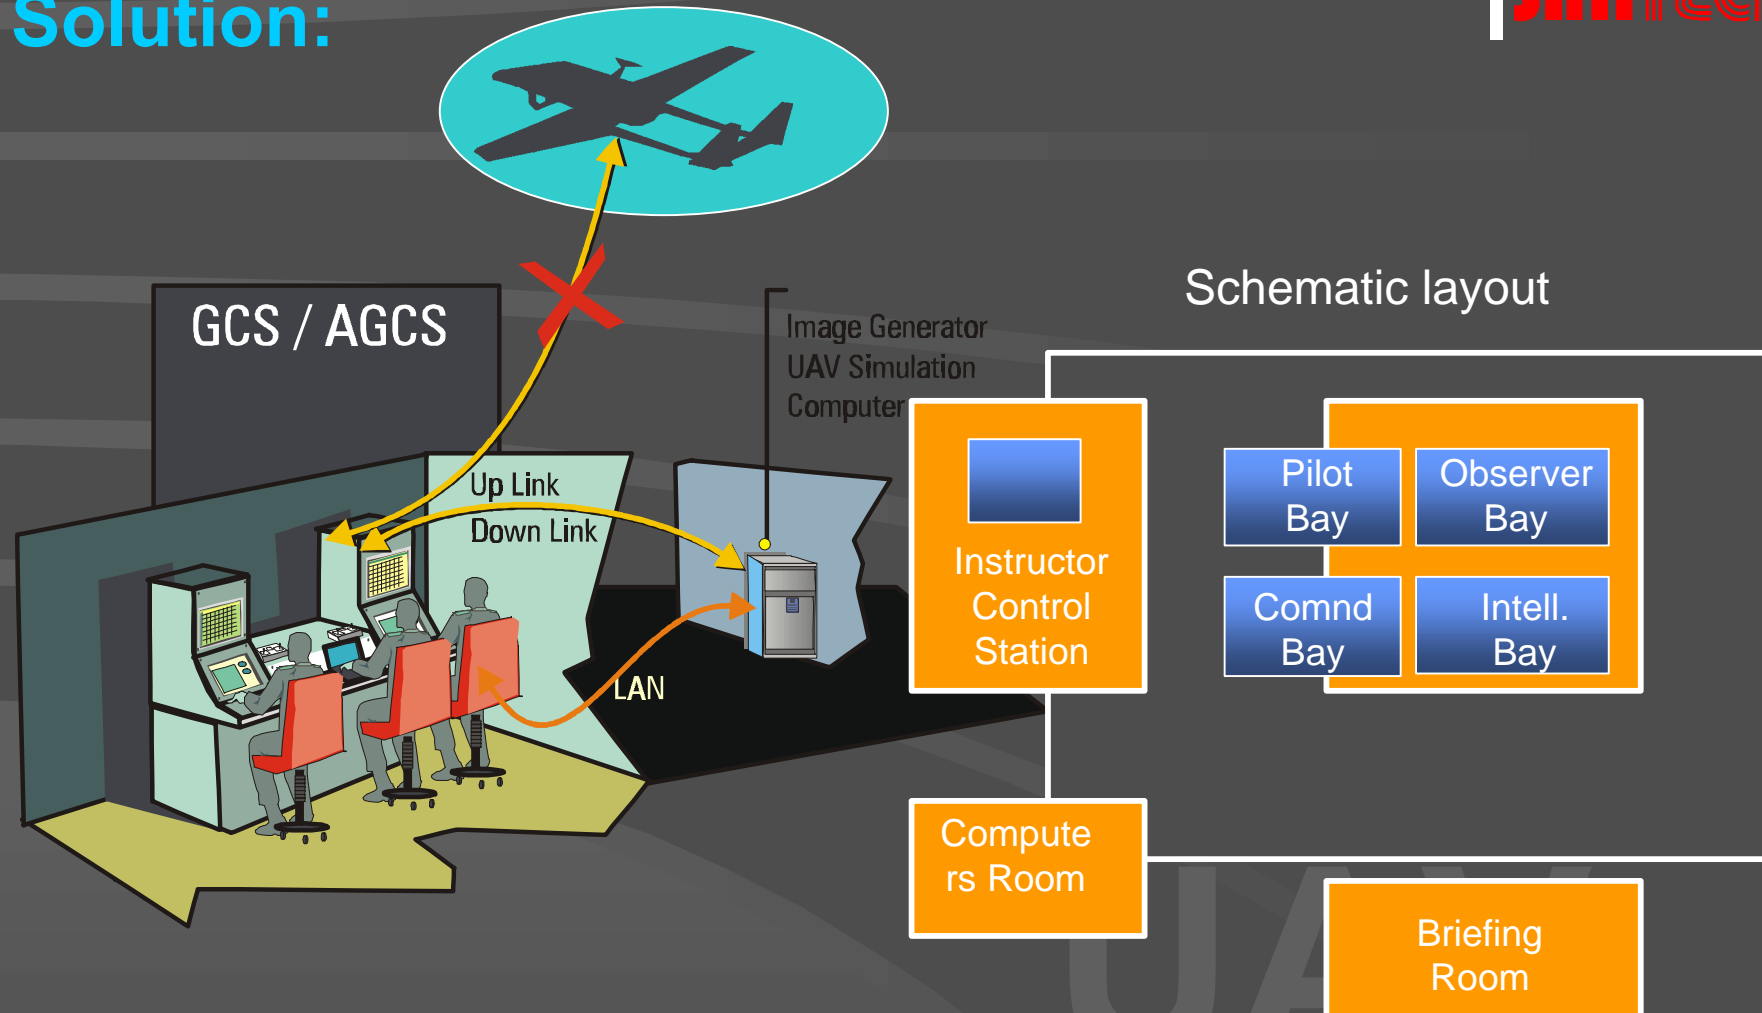 Solution:
GCS / AGCS
Image Generator
UAV Simulation
Computer
Up Link
Down Link
LAN
Schematic layout
Instructor
Control
Station
Pilot
Bay
Observer
Bay
Comnd
Bay
Intell.
Bay
Compute
rs Room
Briefing
Room
UAV